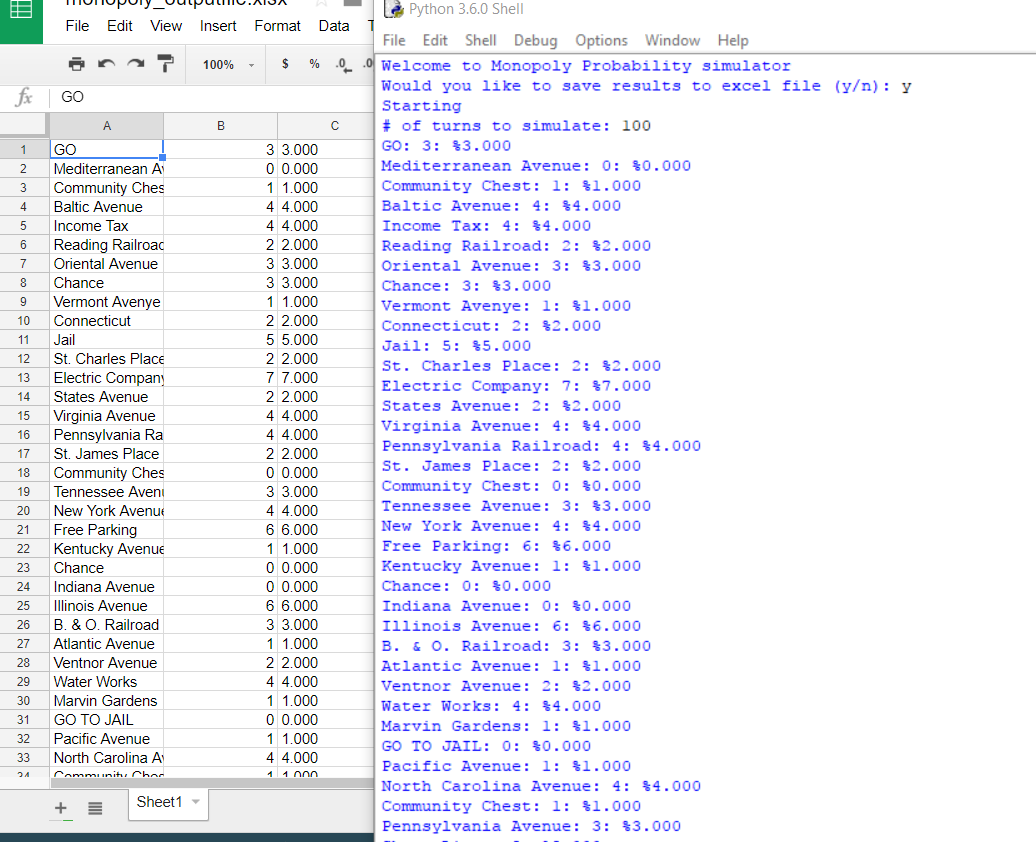 File Edit View Insert Format Data
100% $ % .0
fx GO
A B C
1 GO 3 3.000
2 Mediterranean Av 0 0.000
3 Community Ches 1 1.000
4 Baltic Avenue 4 4.000
5 Income Tax 4 4.000
6 Reading Railroad 2 2.000
7 Oriental Avenue 3 3.000
8 Chance 3 3.000
9 Vermont Avenye 1 1.000
10 Connecticut 2 2.000
11 Jail 5 5.000
12 St. Charles Place 2 2.000
13 Electric Company 7 7.000
14 States Avenue 2 2.000
15 Virginia Avenue 4 4.000
16 Pennsylvania Ra 4 4.000
17 St. James Place 2 2.000
18 Community Ches 0 0.000
19 Tennessee Avenu 3 3.000
20 New York Avenue 4 4.000
21 Free Parking 6 6.000
22 Kentucky Avenue 1 1.000
23 Chance 0 0.000
24 Indiana Avenue 0 0.000
25 Illinois Avenue 6 6.000
26 B. & O. Railroad 3 3.000
27 Atlantic Avenue 1 1.000
28 Ventnor Avenue 2 2.000
29 Water Works 4 4.000
30 Marvin Gardens 1 1.000
31 GO TO JAIL 0 0.000
32 Pacific Avenue 1 1.000
33 North Carolina Av 4 4.000
34 Community Ches 1 1.000
Sheet1
Python 3.6.0 Shell
File Edit Shell Debug Options Window Help
Welcome to Monopoly Probability simulator
Would you like to save results to excel file (y/n): y
Starting
# of turns to simulate: 100
GO: 3: %3.000
Mediterranean Avenue: 0: %0.000
Community Chest: 1: %1.000
Baltic Avenue: 4: %4.000
Income Tax: 4: %4.000
Reading Railroad: 2: %2.000
Oriental Avenue: 3: %3.000
Chance: 3: %3.000
Vermont Avenye: 1: %1.000
Connecticut: 2: %2.000
Jail: 5: %5.000
St. Charles Place: 2: %2.000
Electric Company: 7: %7.000
States Avenue: 2: %2.000
Virginia Avenue: 4: %4.000
Pennsylvania Railroad: 4: %4.000
St. James Place: 2: %2.000
Community Chest: 0: %0.000
Tennessee Avenue: 3: %3.000
New York Avenue: 4: %4.000
Free Parking: 6: %6.000
Kentucky Avenue: 1: %1.000
Chance: 0: %0.000
Indiana Avenue: 0: %0.000
Illinois Avenue: 6: %6.000
B. & O. Railroad: 3: %3.000
Atlantic Avenue: 1: %1.000
Ventnor Avenue: 2: %2.000
Water Works: 4: %4.000
Marvin Gardens: 1: %1.000
GO TO JAIL: 0: %0.000
Pacific Avenue: 1: %1.000
North Carolina Avenue: 4: %4.000
Community Chest: 1: %1.000
Pennsylvania Avenue: 3: %3.000